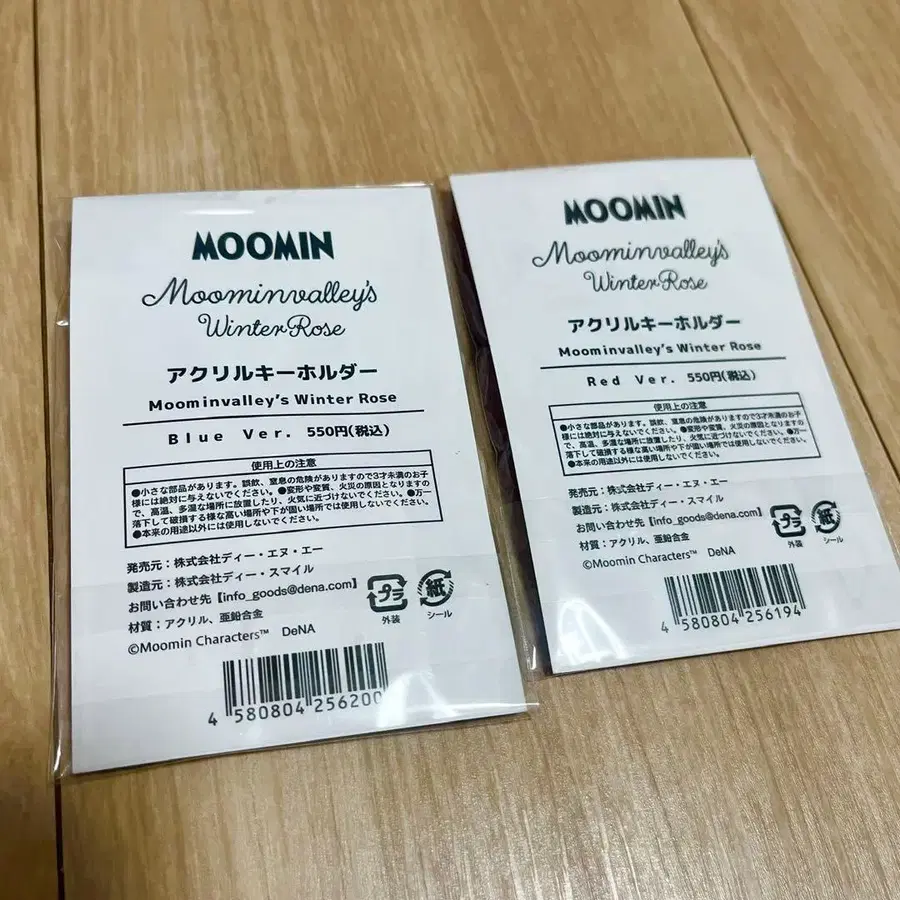 MOOMIN
Moominvalley's
Winter Rose
アクリルキーホルダー
Moominvalley's Winter Rose
Blue Ver. 550円(税込)
使用上の注意
●小さな部品があります。誤飲、窒息の危険がありますので3才未満のお子
様には絶対に与えないでください。●変形や変質、火災の原因となりますの
で、高温、多湿な場所に放置したり、火気に近づけないでください。●万一
落下して破損する様な高い場所や下が固い場所では使用しないでください。
●本来の用途以外には使用しないでください。
発売元：株式会社ディー・エヌ・エー
製造元：株式会社ディー・スマイル
お問い合わせ先【info_goods@dena.com】
材質：アクリル、亜鉛合金
©Moomin Characters™ DeNA
プラ
外装
紙
シール
4 580804 256200
MOOMIN
Moominvalley's
Winter Rose
アクリルキーホルダー
Moominvalley's Winter Rose
Red Ver. 550円(税込)
使用上の注意
●小さな部品があります。誤飲、窒息の危険がありますので3才未満のお子
様には絶対に与えないでください。●変形や変質、火災の原因となりますの
で、高温、多湿な場所に放置したり、火気に近づけないでください。●万一
落下して破損する様な高い場所や下が固い場所では使用しないでください。
●本来の用途以外には使用しないでください。
発売元：株式会社ディー・エヌ・エー
製造元：株式会社ディー・スマイル
お問い合わせ先【info_goods@dena.com】
材質：アクリル、亜鉛合金
©Moomin Characters™ DeNA
プラ
外装
紙
シール
4 580804 256194